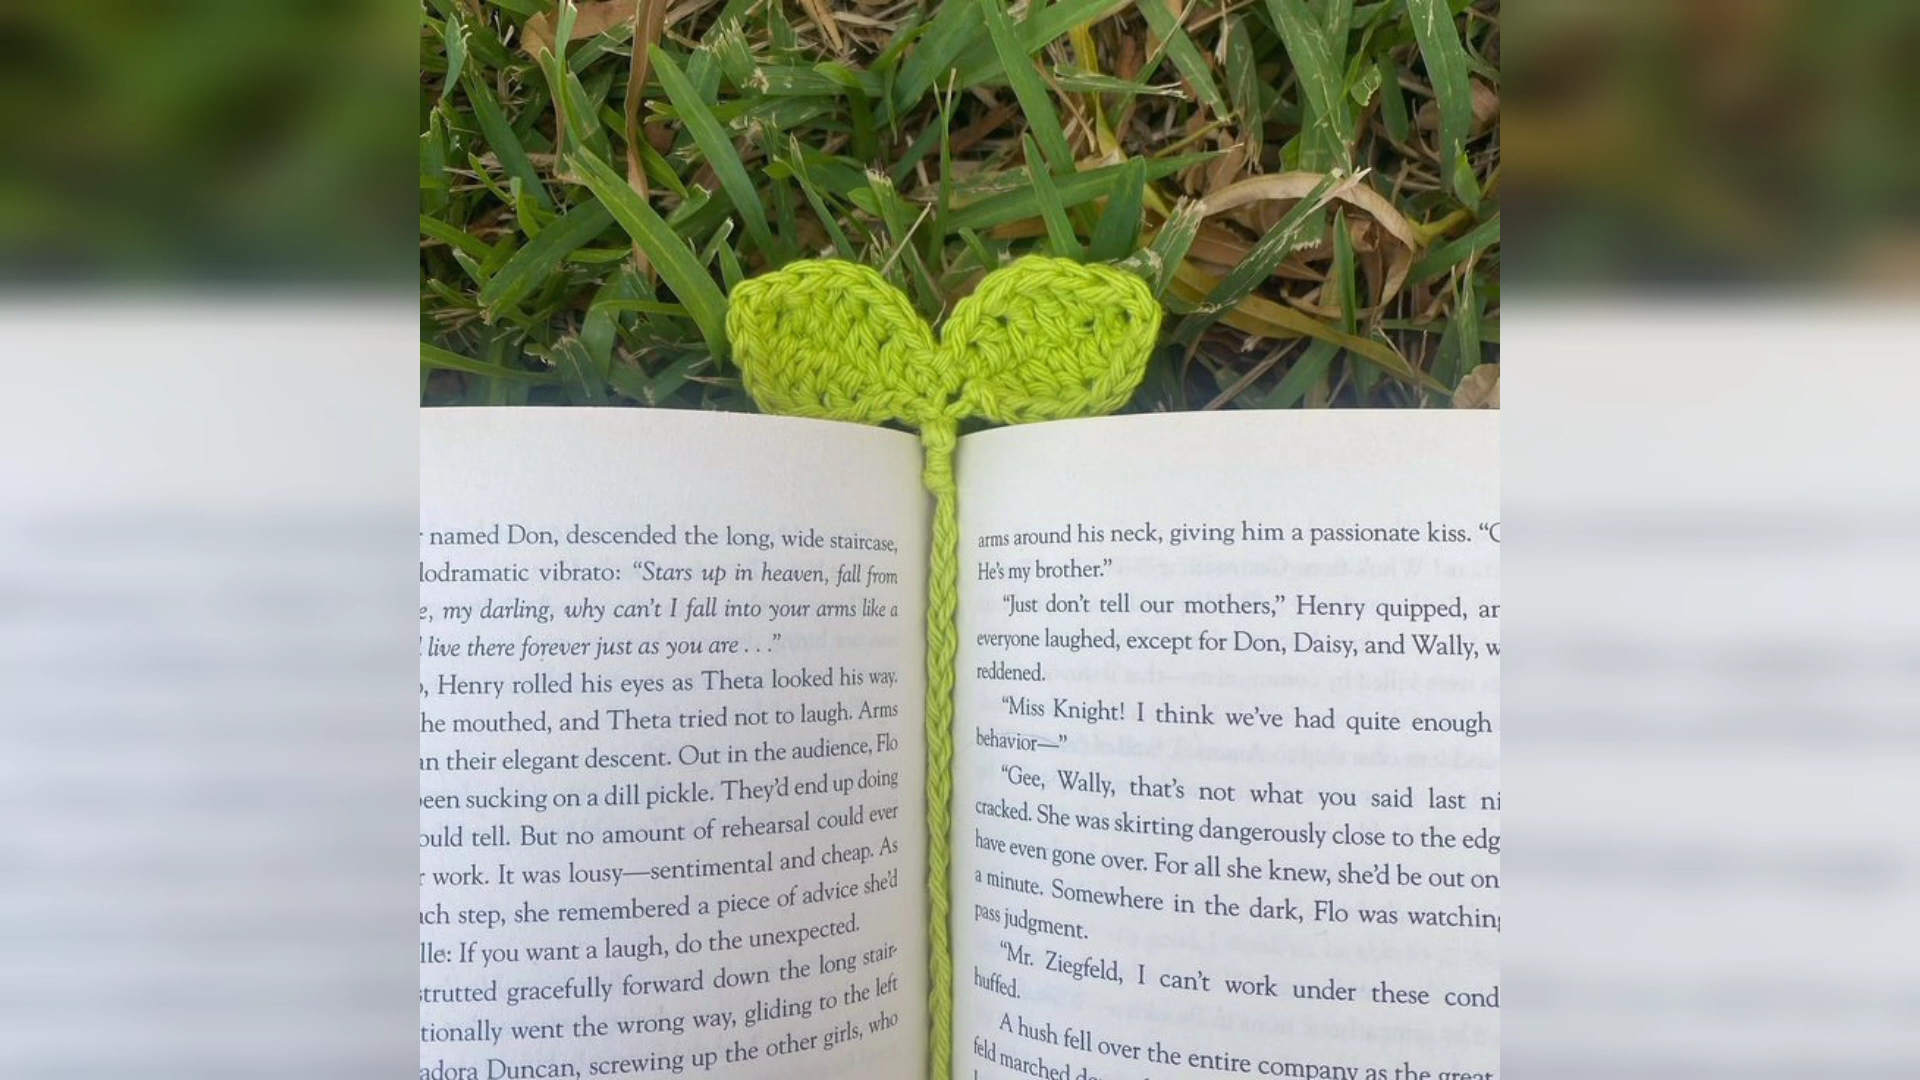 named Don, descended the long, wide staircase,
vibrato: “Stars up in heaven, fall from
my darling, why can’t I fall into your arms like a
live there forever just as you are . . .”
Henry rolled his eyes as Theta looked his way.
he mouthed, and Theta tried not to laugh. Arms
their elegant descent. Out in the audience, Flo
sucking on a dill pickle. They’d end up doing
tell. But no amount of rehearsal could ever
work. It was lousy—sentimental and cheap. As
step, she remembered a piece of advice she’d
If you want a laugh, do the unexpected.
strutted gracefully forward down the long stair-
went the wrong way, gliding to the left
Duncan, screwing up the other girls, who
arms around his neck, giving him a passionate kiss.
He’s my brother.”
“Just don’t tell our mothers,” Henry quipped,
everyone laughed, except for Don, Daisy, and Wally,
reddened.
“Miss Knight! I think we’ve had quite enough
behavior—”
“Gee, Wally, that’s not what you said last
cracked. She was skirting dangerously close to the
have even gone over. For all she knew, she’d be out on
a minute. Somewhere in the dark, Flo was watching
pass judgment.
“Mr. Ziegfeld, I can’t work under these
huffed.
A hush fell over the entire company as the great
marched